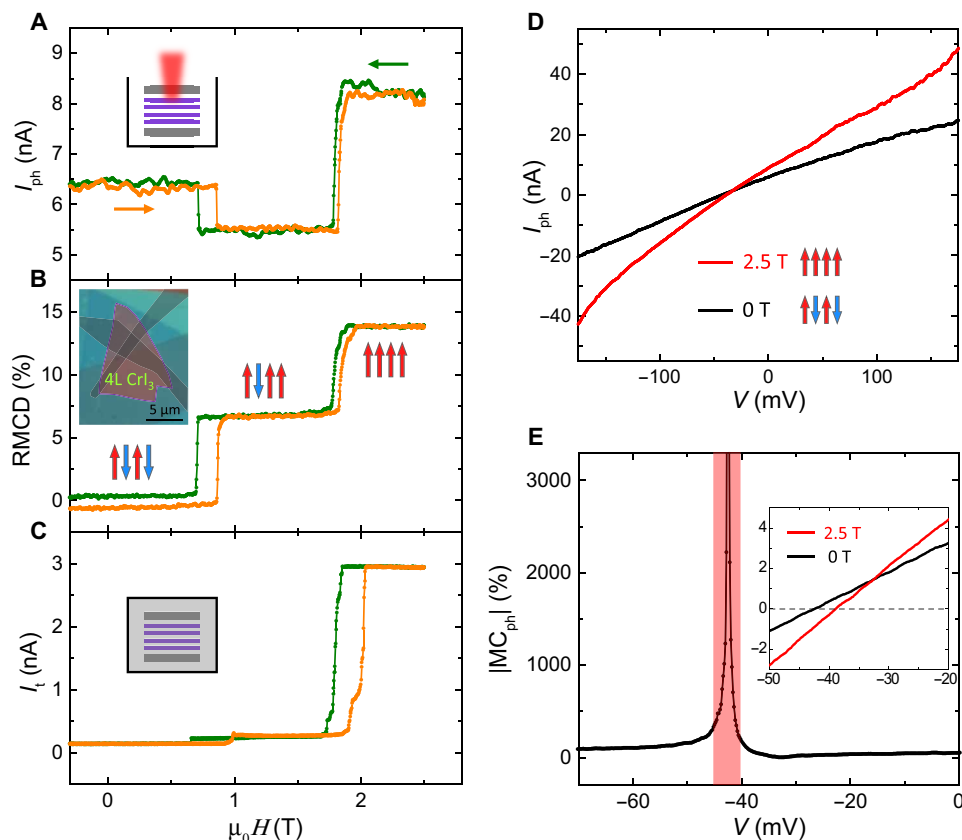 A
9
8
7
6
5
I_ph (nA)
B
15
10
5
0
RMCD (%)
4L CrI₃
5 µm
C
3
2
1
0
I_t (nA)
0
1
2
µ₀H (T)
D
40
20
0
−20
−40
I_ph (nA)
2.5 T
0 T
−100
0
100
V (mV)
E
3000
2000
1000
0
|MC_ph| (%)
2.5 T
0 T
4
2
0
−2
−50
−40
−30
−20
−60
−40
−20
0
V (mV)